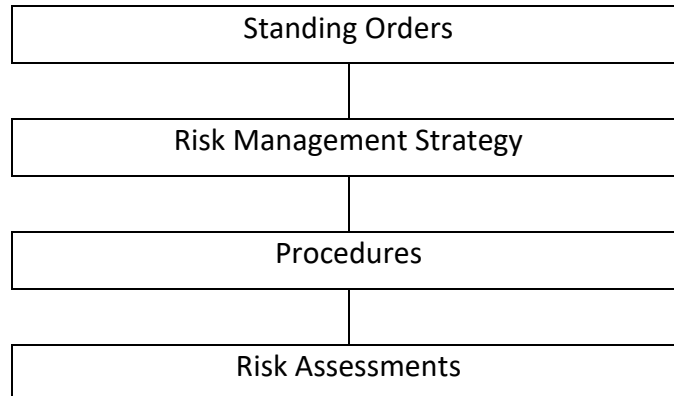 Standing Orders
Risk Management Strategy
Procedures
Risk Assessments